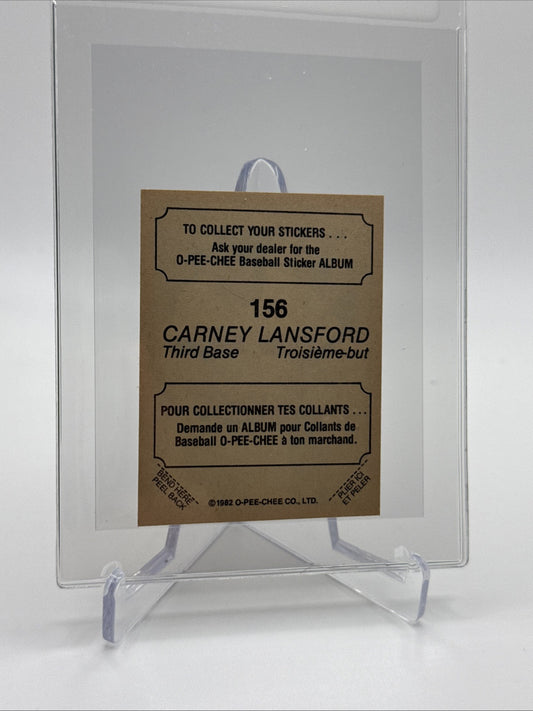 TO COLLECT YOUR STICKERS . . .
Ask your dealer for the
O-PEE-CHEE Baseball Sticker ALBUM
156
CARNEY LANSFORD
Third Base Troisième-but
POUR COLLECTIONNER TES COLLANTS . . .
Demande un ALBUM pour Collants de
Baseball O-PEE-CHEE à ton marchand.
BEND HERE
PEEL BACK
PLIER ICI
ET PELER
©1982 O-PEE-CHEE CO., LTD.